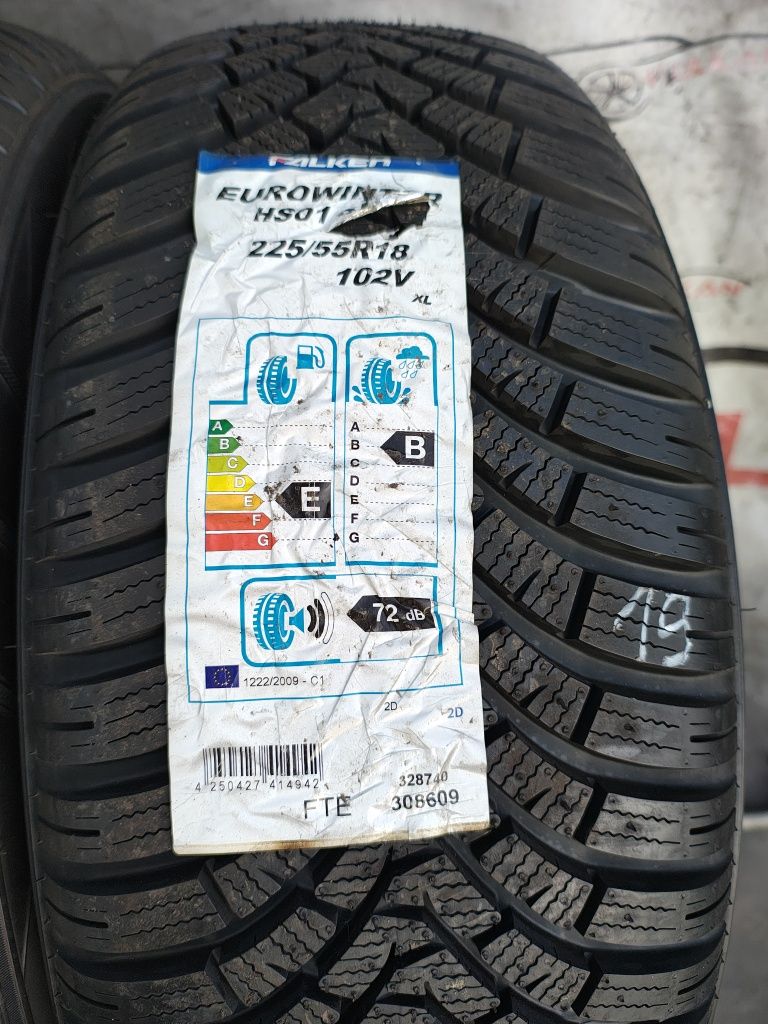 FALKEN
EUROWINTER
HS01
225/55R18
102V
XL
A
B
C
D
E
F
G
E
A
B
C
D
E
F
G
B
72 dB
1222/2009 - C1
2D
2D
4 250427 414942
328740
FTE 308609
19